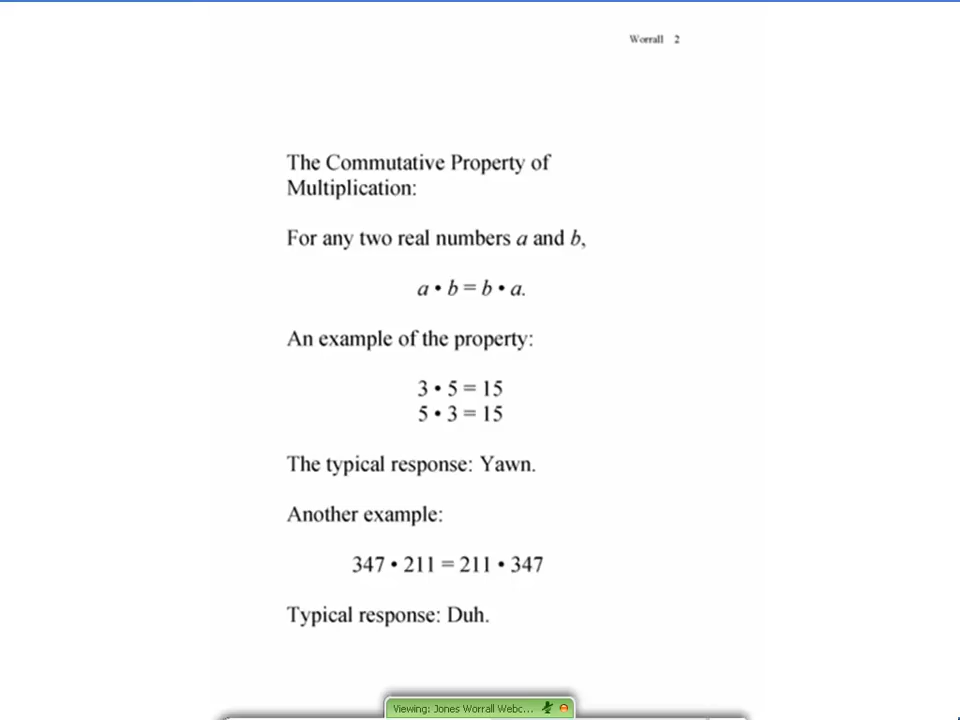 Worrall 2
The Commutative Property of
Multiplication:
For any two real numbers a and b,
a • b = b • a.
An example of the property:
3 • 5 = 15
5 • 3 = 15
The typical response: Yawn.
Another example:
347 • 211 = 211 • 347
Typical response: Duh.
Viewing: Jones Worrall Webc...